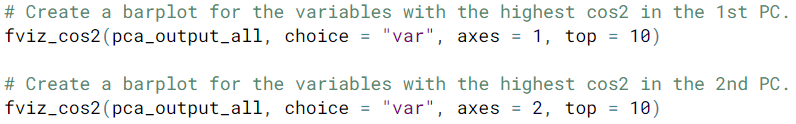 # Create a barplot for the variables with the highest cos2 in the 1st PC.
fviz_cos2(pca_output_all, choice = "var", axes = 1, top = 10)
# Create a barplot for the variables with the highest cos2 in the 2nd PC.
fviz_cos2(pca_output_all, choice = "var", axes = 2, top = 10)